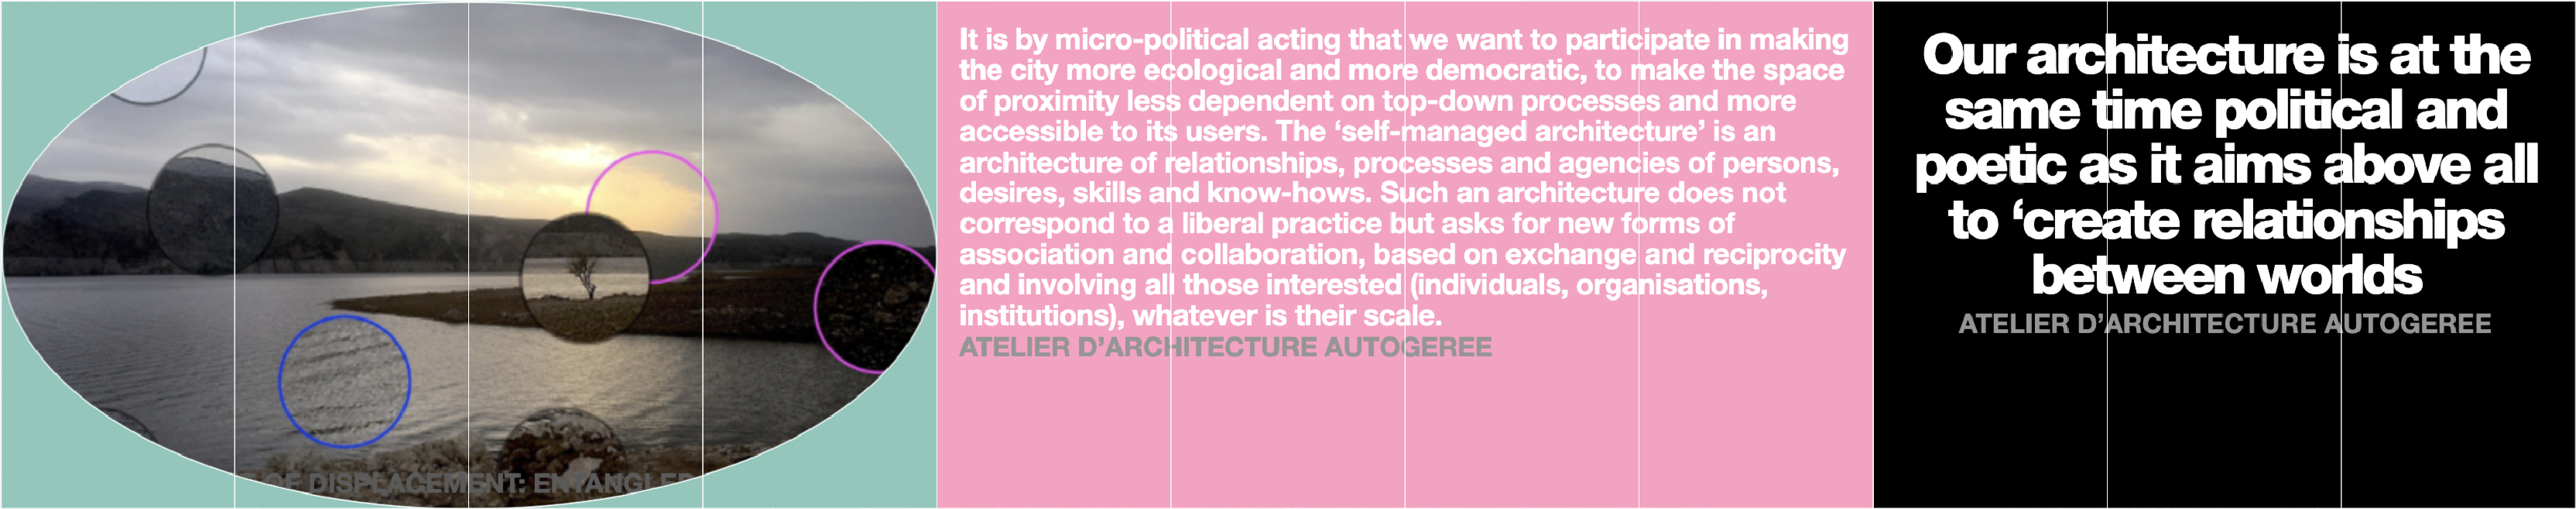 OF DISPLACEMENT: ENTANGLED
It is by micro-political acting that we want to participate in making
the city more ecological and more democratic, to make the space
of proximity less dependent on top-down processes and more
accessible to its users. The ‘self-managed architecture’ is an
architecture of relationships, processes and agencies of persons,
desires, skills and know-hows. Such an architecture does not
correspond to a liberal practice but asks for new forms of
association and collaboration, based on exchange and reciprocity
and involving all those interested (individuals, organisations,
institutions), whatever is their scale.
ATELIER D’ARCHITECTURE AUTOGEREE
Our architecture is at the
same time political and
poetic as it aims above all
to ‘create relationships
between worlds
ATELIER D’ARCHITECTURE AUTOGEREE